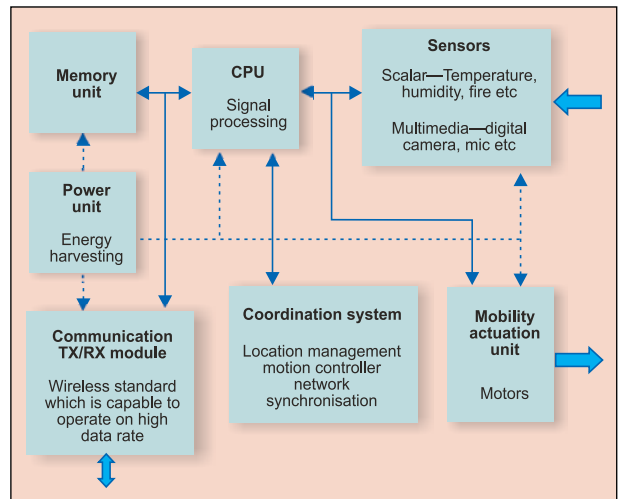 Memory
unit
CPU
Signal
processing
Sensors
Scalar—Temperature,
humidity, fire etc
Multimedia—digital
camera, mic etc
Power
unit
Energy
harvesting
Communication
TX/RX module
Wireless standard
which is capable to
operate on high
data rate
Coordination system
Location management
motion controller
network
synchronisation
Mobility
actuation
unit
Motors